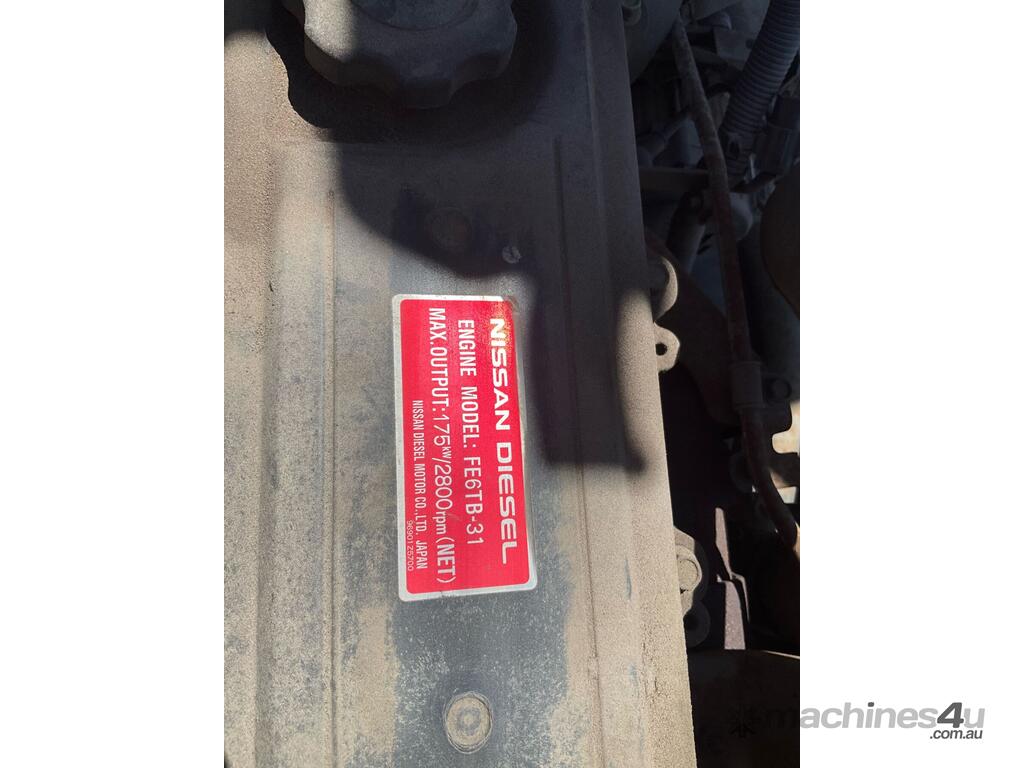 NISSAN DIESEL
ENGINE MODEL: FE6TB-31
MAX.OUTPUT:175kW/2800rpm(NET)
NISSAN DIESEL MOTOR CO.,LTD. JAPAN
96901Z5700
machines4u
.com.au